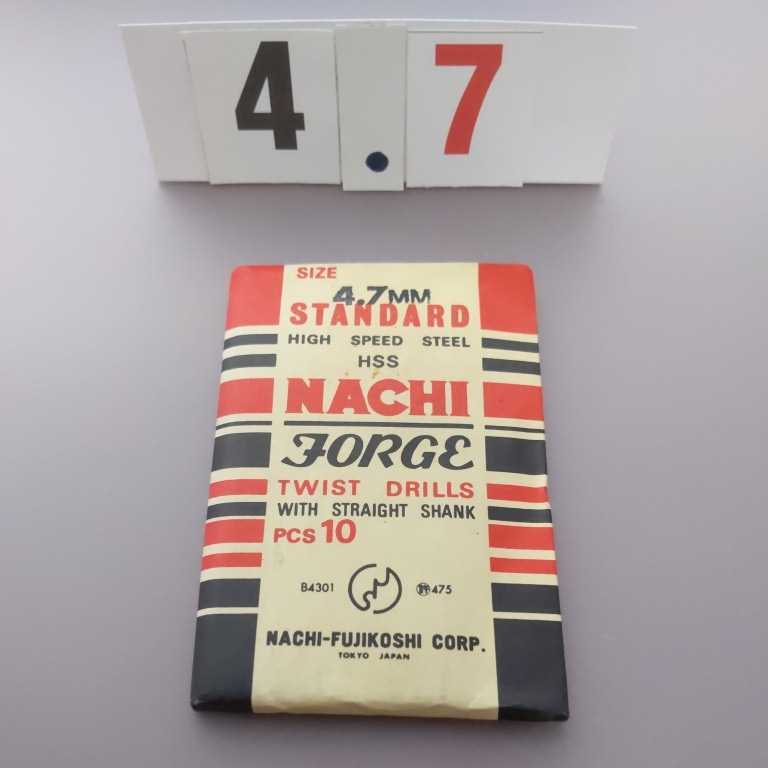 4.7
SIZE
4.7MM
STANDARD
HIGH SPEED STEEL
HSS
NACHI
FORGE
TWIST DRILLS
WITH STRAIGHT SHANK
PCS 10
B4301 475
NACHI-FUJIKOSHI CORP.
TOKYO JAPAN